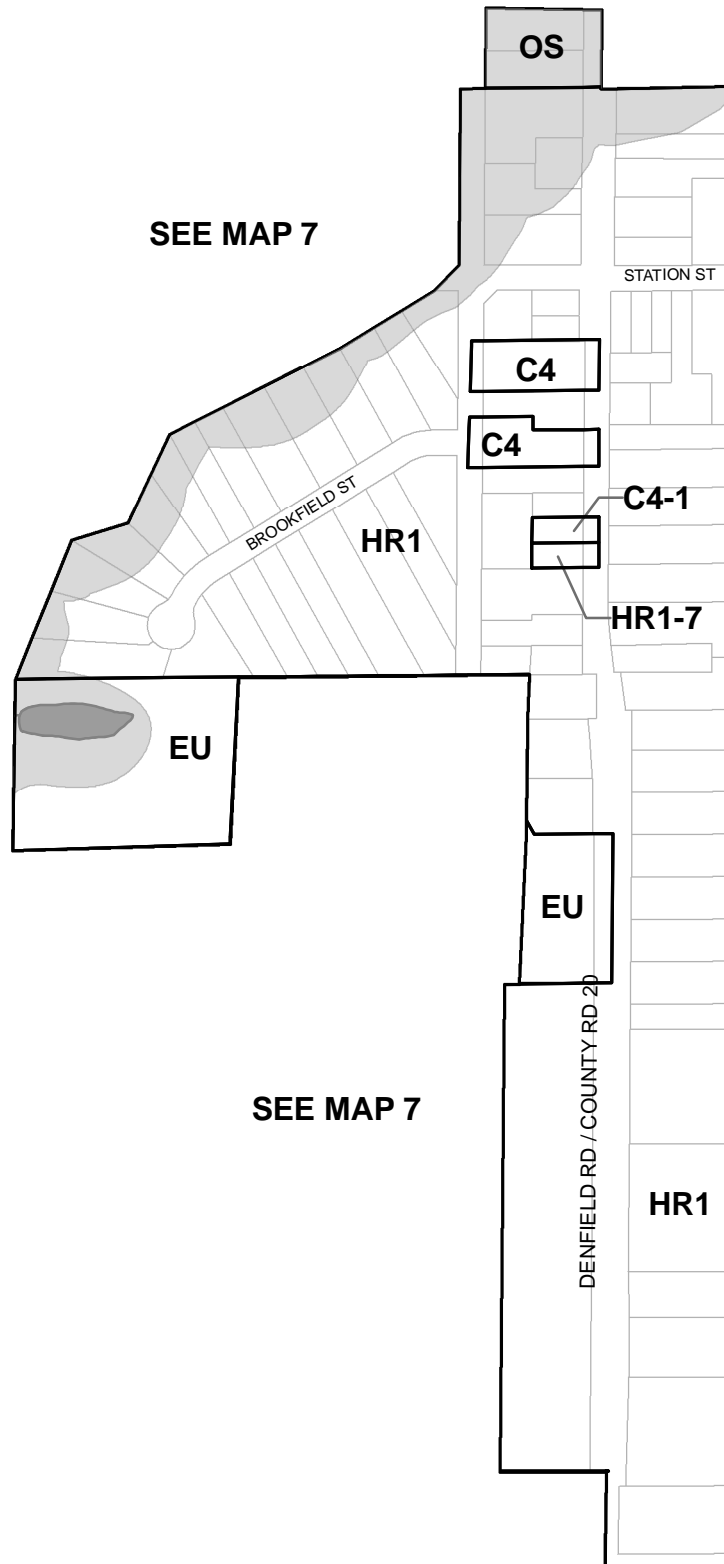 OS
SEE MAP 7
STATION ST
C4
C4
BROOKFIELD ST
C4-1
HR1
HR1-7
EU
EU
DENFIELD RD / COUNTY RD 20
SEE MAP 7
HR1